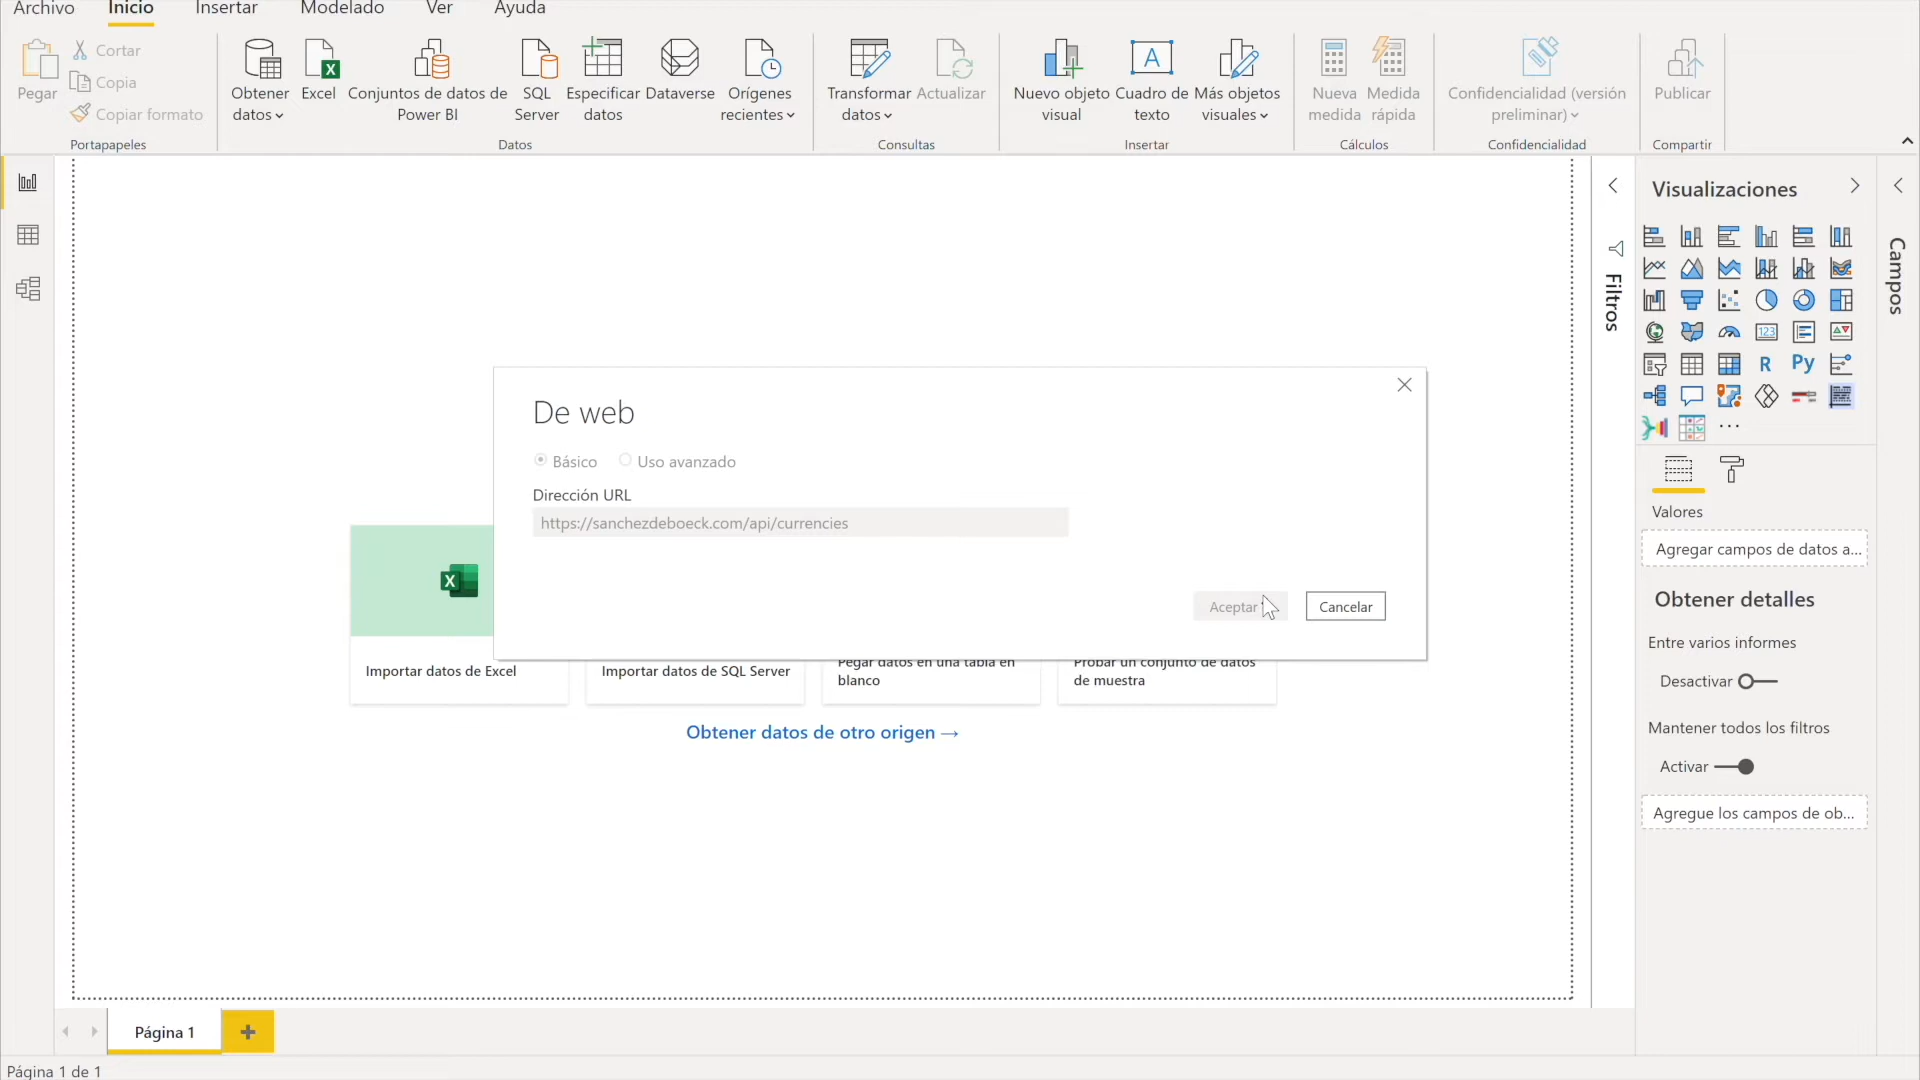 Archivo Inicio Insertar Modelado Ver Ayuda
Pegar
Cortar
Copia
Copiar formato
Portapapeles
Obtener
datos
Excel
Conjuntos de datos de
Power BI
SQL
Server
Especificar
datos
Dataverse
Orígenes
recientes
Datos
Transformar
datos
Actualizar
Consultas
Nuevo objeto
visual
Cuadro de
texto
Más objetos
visuales
Insertar
Nueva
medida
Medida
rápida
Cálculos
Confidencialidad (versión
preliminar)
Confidencialidad
Publicar
Compartir
De web
Básico Uso avanzado
Dirección URL
https://sanchezdeboeck.com/api/currencies
Aceptar Cancelar
Importar datos de Excel
Importar datos de SQL Server
Pegar datos en una tabla en
blanco
Probar un conjunto de datos
de muestra
Obtener datos de otro origen →
Filtros
Visualizaciones
123
R
Py
...
Valores
Agregar campos de datos a...
Obtener detalles
Entre varios informes
Desactivar
Mantener todos los filtros
Activar
Agregue los campos de ob...
Campos
Página 1
Página 1 de 1